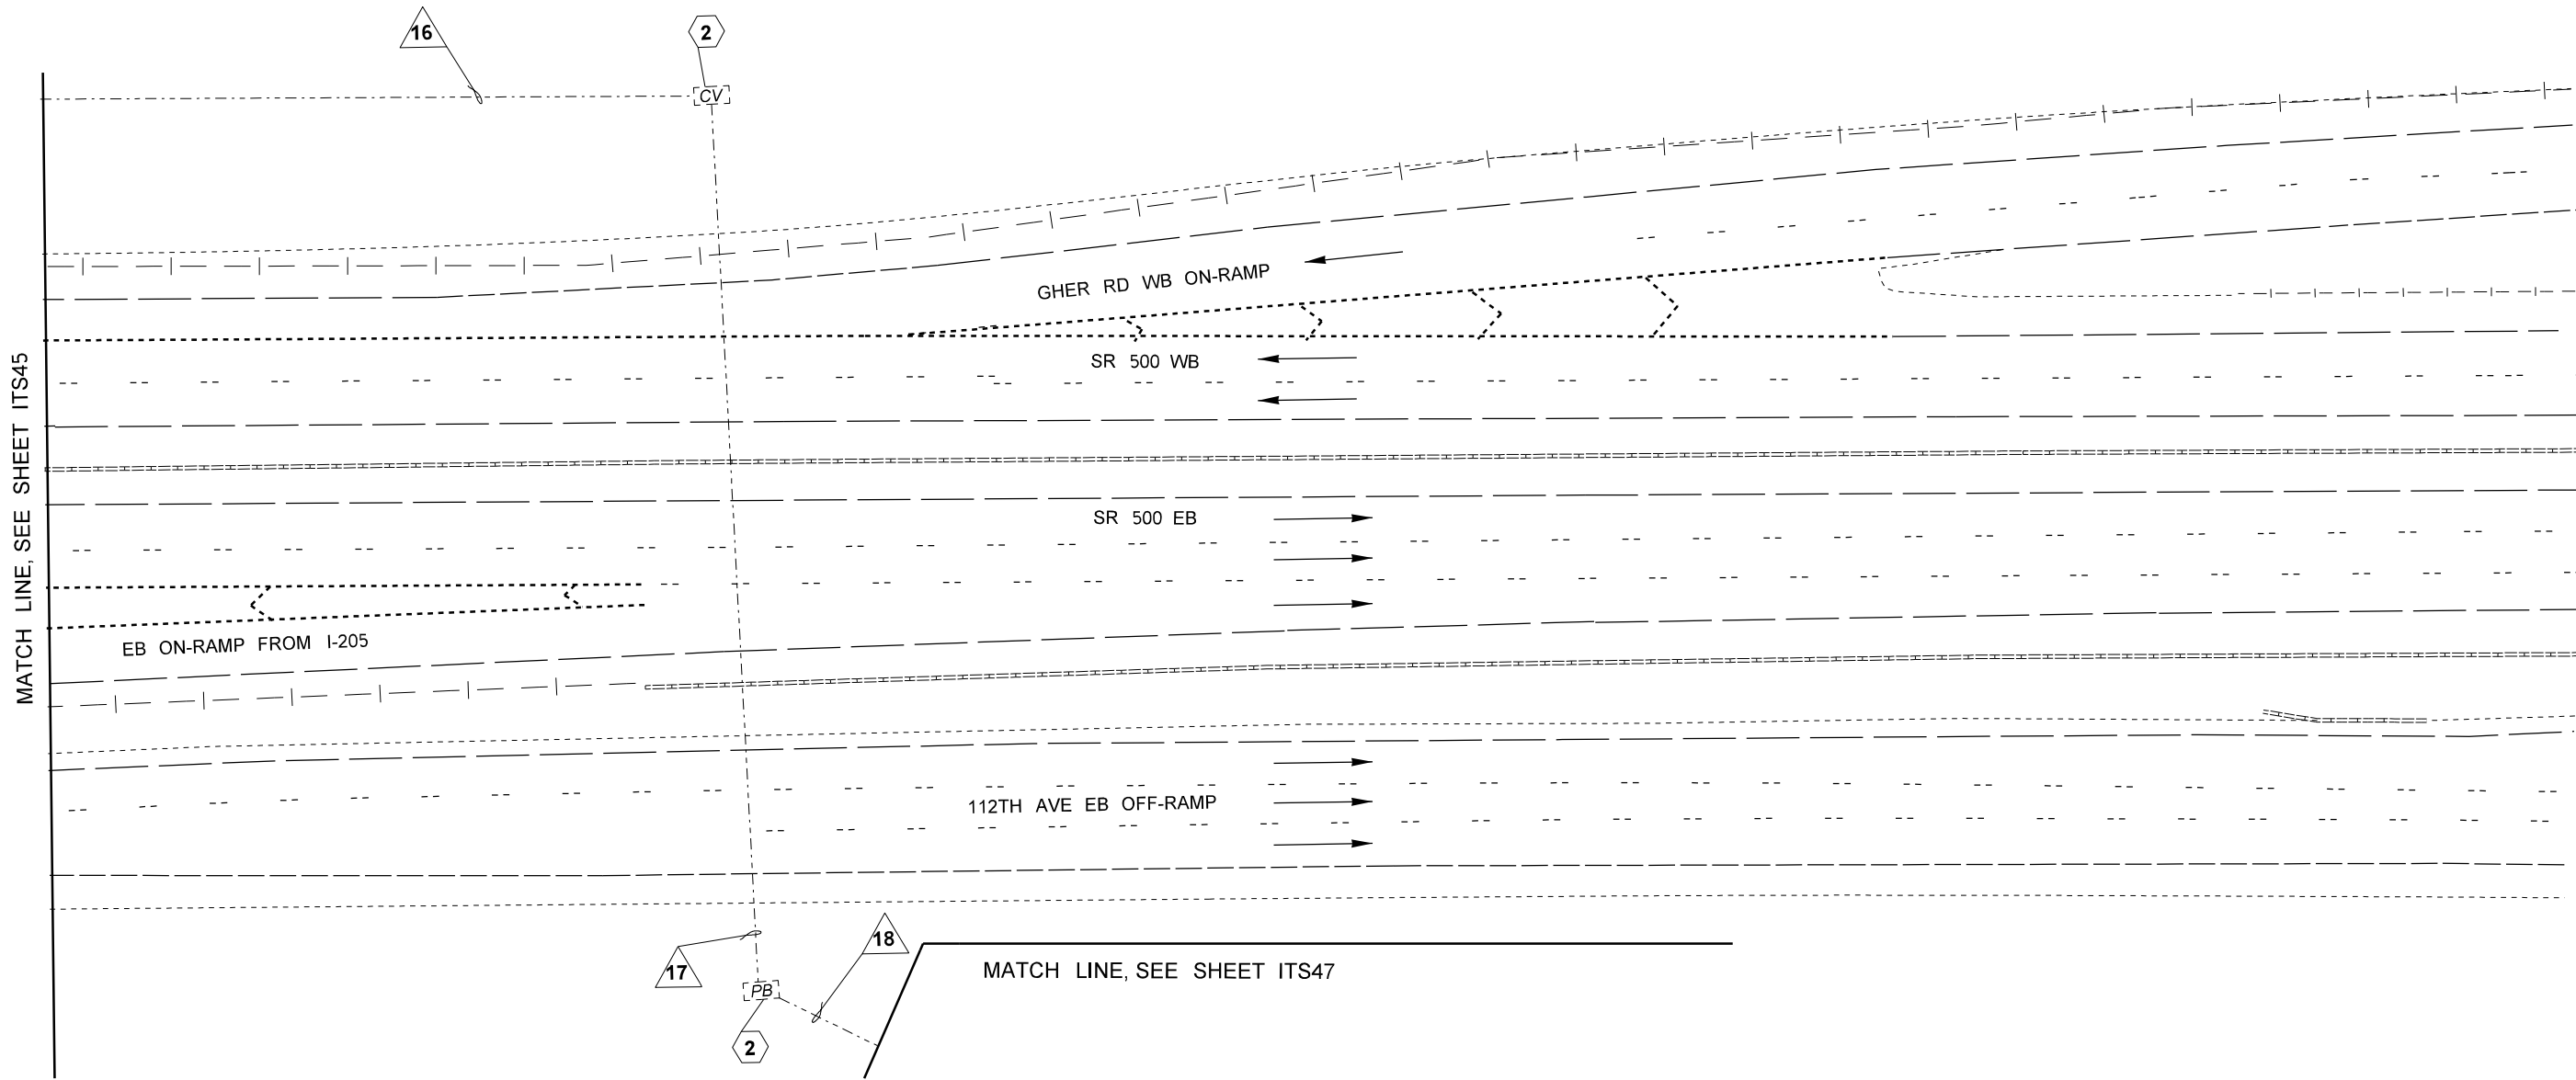 16
2
CV
GHER RD WB ON-RAMP
SR 500 WB
MATCH LINE, SEE SHEET ITS45
SR 500 EB
EB ON-RAMP FROM I-205
112TH AVE EB OFF-RAMP
18
17
MATCH LINE, SEE SHEET ITS47
PB
2